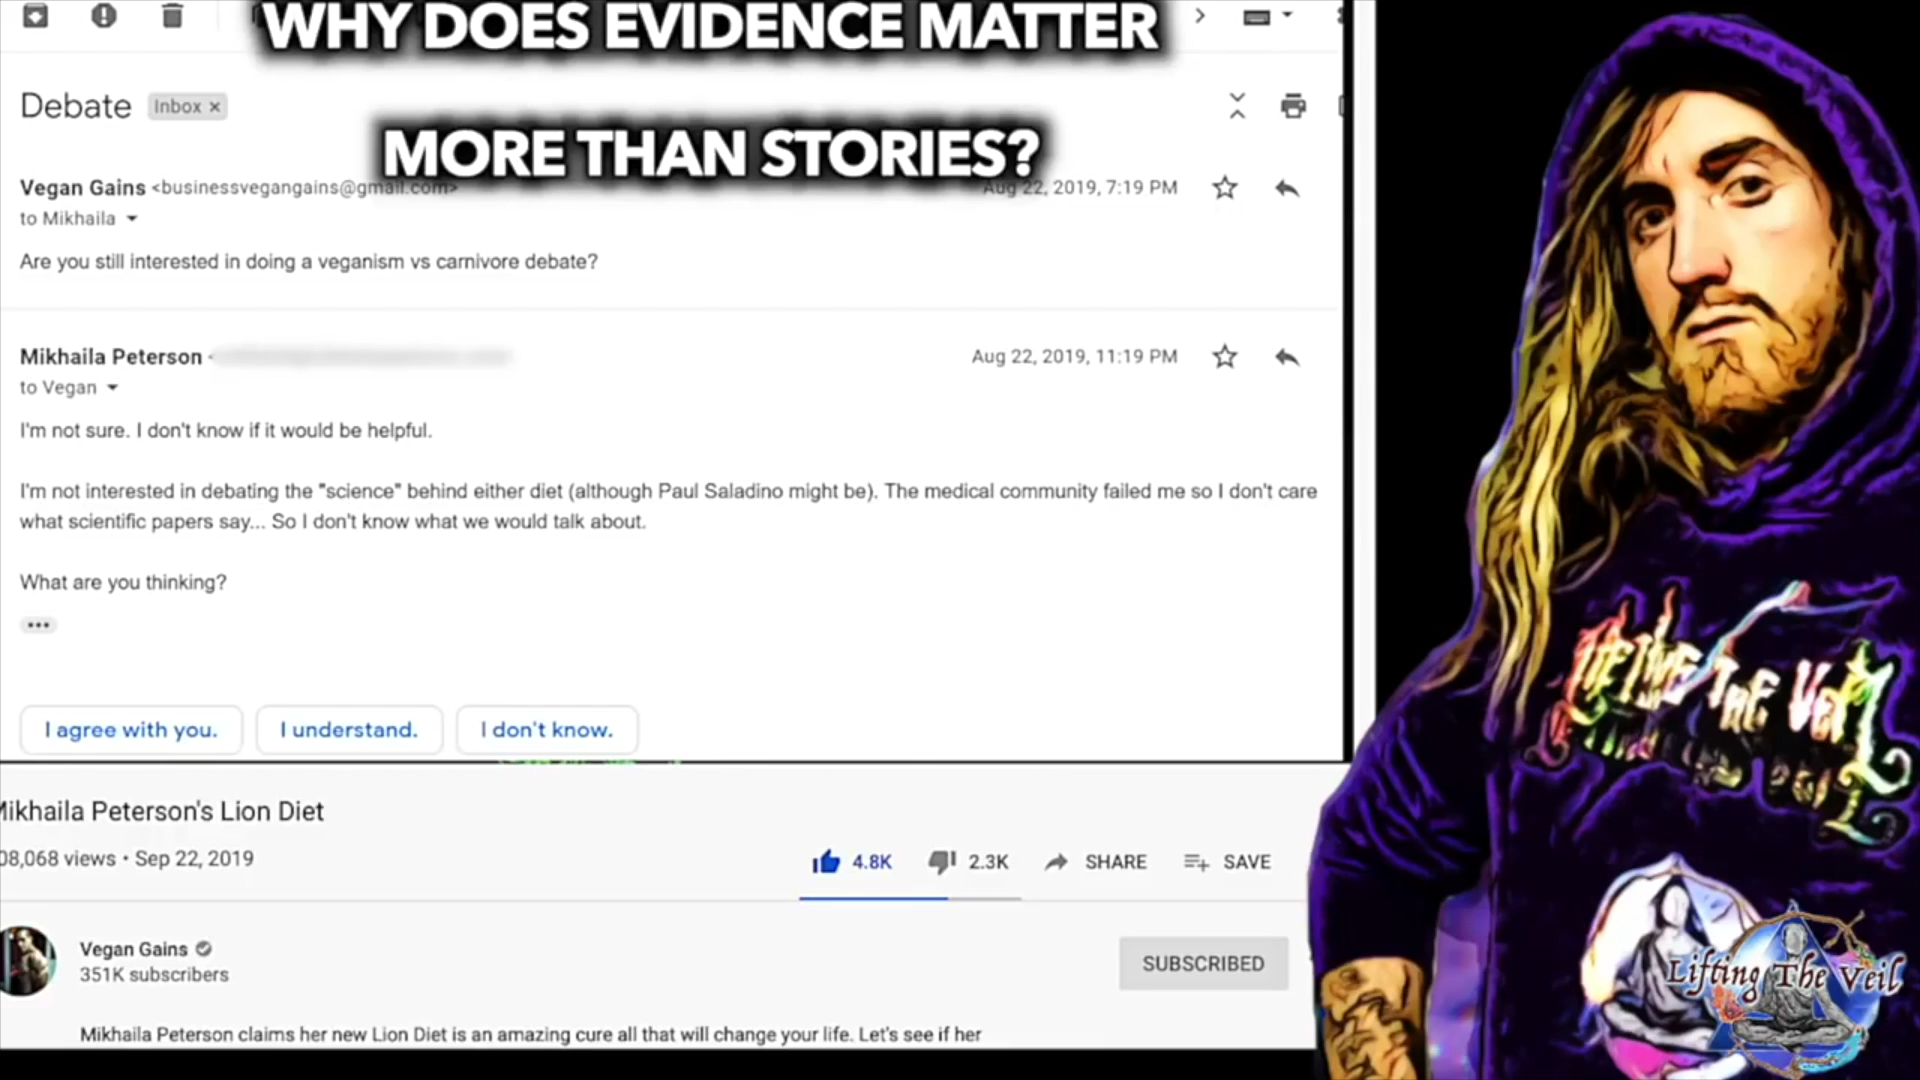 WHY DOES EVIDENCE MATTER
MORE THAN STORIES?
Debate Inbox ×
Vegan Gains <businessvegangains@gmail.com> Aug 22, 2019, 7:19 PM
to Mikhaila
Are you still interested in doing a veganism vs carnivore debate?
Mikhaila Peterson Aug 22, 2019, 11:19 PM
to Vegan
I'm not sure. I don't know if it would be helpful.
I'm not interested in debating the "science" behind either diet (although Paul Saladino might be). The medical community failed me so I don't care
what scientific papers say... So I don't know what we would talk about.
What are you thinking?
I agree with you. I understand. I don't know.
Mikhaila Peterson's Lion Diet
08,068 views • Sep 22, 2019 4.8K 2.3K SHARE SAVE
Vegan Gains
351K subscribers SUBSCRIBED
Mikhaila Peterson claims her new Lion Diet is an amazing cure all that will change your life. Let's see if her
Lifting The Veil